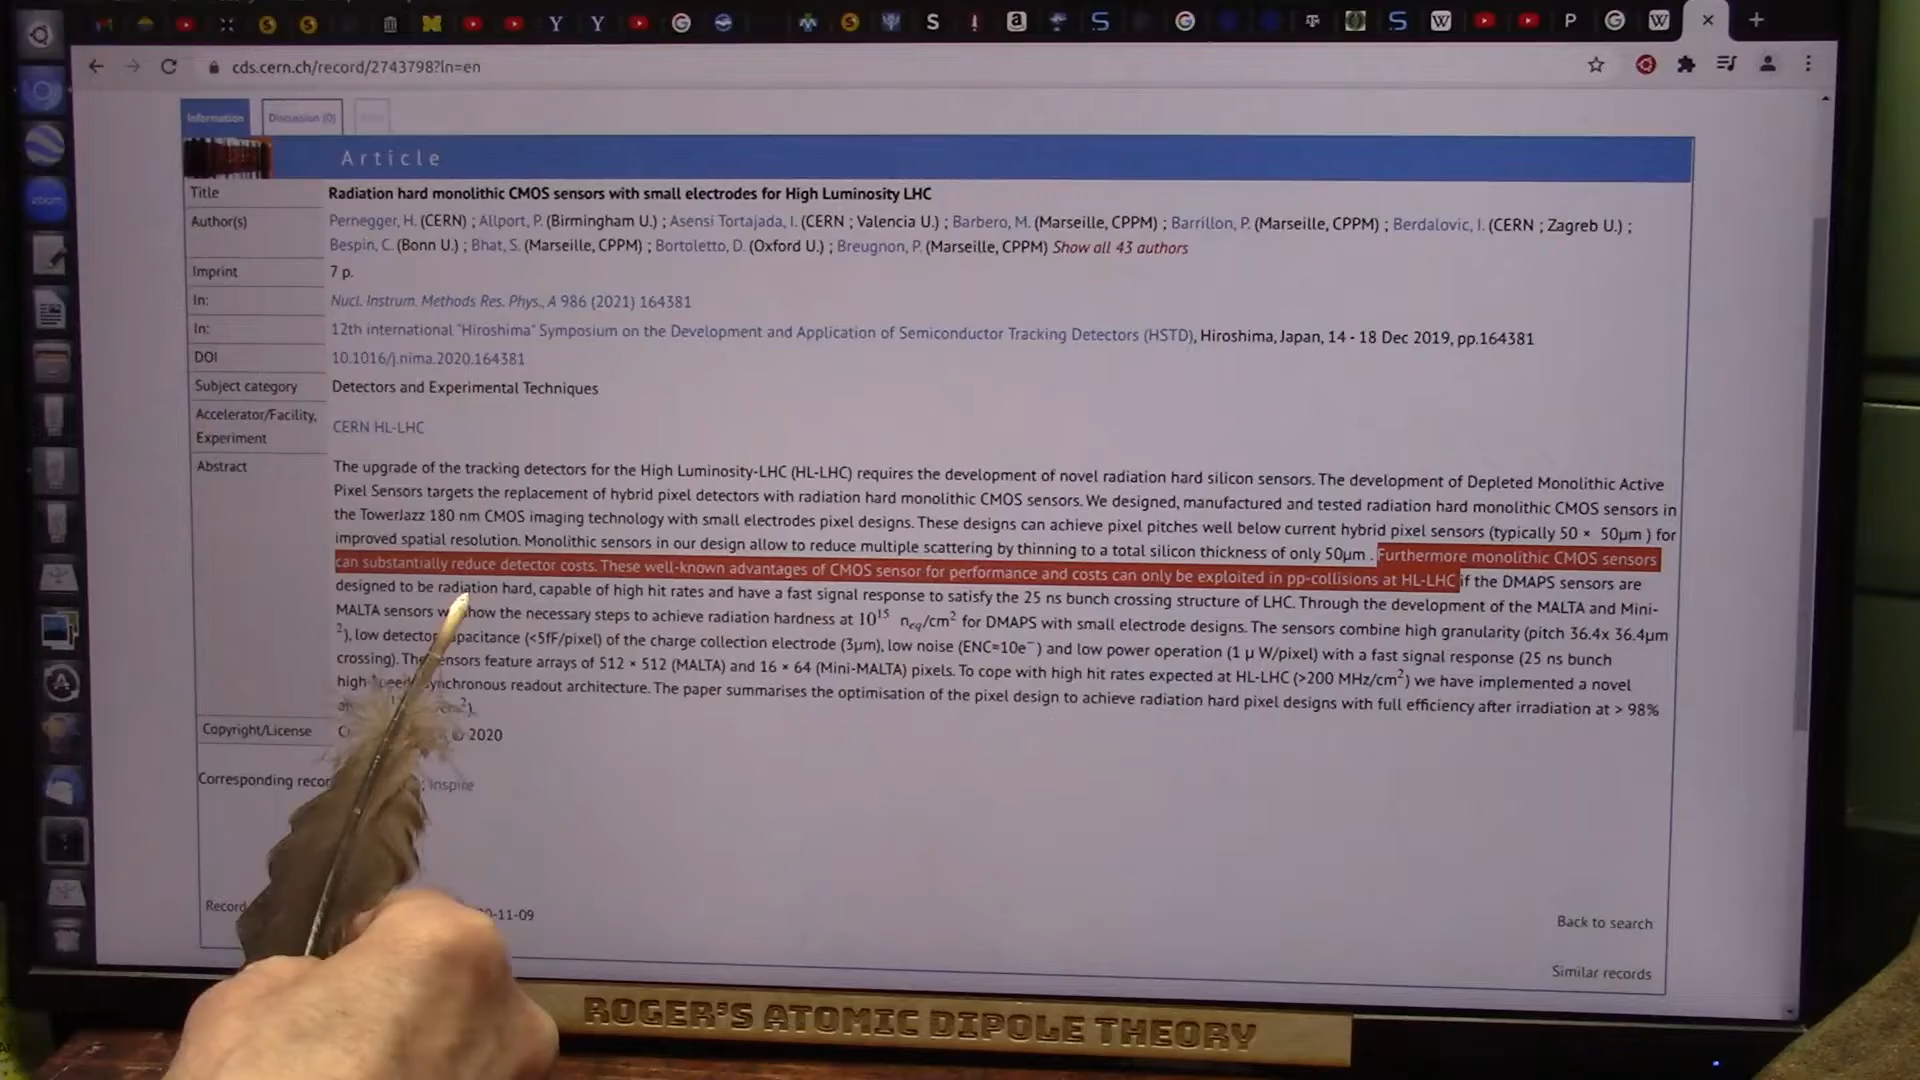 cds.cern.ch/record/2743798?ln=en
Information
Discussion (0)
Article
Title
Radiation hard monolithic CMOS sensors with small electrodes for High Luminosity LHC
Author(s)
Pernegger, H. (CERN) ; Allport, P. (Birmingham U.) ; Asensi Tortajada, I. (CERN ; Valencia U.) ; Barbero, M. (Marseille, CPPM) ; Barrillon, P. (Marseille, CPPM) ; Berdalovic, I. (CERN ; Zagreb U.) ;
Bespin, C. (Bonn U.) ; Bhat, S. (Marseille, CPPM) ; Bortoletto, D. (Oxford U.) ; Breugnon, P. (Marseille, CPPM) Show all 43 authors
Imprint
7 p.
In:
Nucl. Instrum. Methods Res. Phys., A 986 (2021) 164381
In:
12th international "Hiroshima" Symposium on the Development and Application of Semiconductor Tracking Detectors (HSTD), Hiroshima, Japan, 14 - 18 Dec 2019, pp.164381
DOI
10.1016/j.nima.2020.164381
Subject category
Detectors and Experimental Techniques
Accelerator/Facility,
Experiment
CERN HL-LHC
Abstract
The upgrade of the tracking detectors for the High Luminosity-LHC (HL-LHC) requires the development of novel radiation hard silicon sensors. The development of Depleted Monolithic Active
Pixel Sensors targets the replacement of hybrid pixel detectors with radiation hard monolithic CMOS sensors. We designed, manufactured and tested radiation hard monolithic CMOS sensors in
the TowerJazz 180 nm CMOS imaging technology with small electrodes pixel designs. These designs can achieve pixel pitches well below current hybrid pixel sensors (typically 50 × 50μm ) for
improved spatial resolution. Monolithic sensors in our design allow to reduce multiple scattering by thinning to a total silicon thickness of only 50μm . Furthermore monolithic CMOS sensors
can substantially reduce detector costs. These well-known advantages of CMOS sensor for performance and costs can only be exploited in pp-collisions at HL-LHC if the DMAPS sensors are
designed to be radiation hard, capable of high hit rates and have a fast signal response to satisfy the 25 ns bunch crossing structure of LHC. Through the development of the MALTA and Mini-
MALTA sensors show the necessary steps to achieve radiation hardness at 10¹⁵ neq/cm² for DMAPS with small electrode designs. The sensors combine high granularity (pitch 36.4x 36.4μm
²), low detector capacitance (<5fF/pixel) of the charge collection electrode (3μm), low noise (ENC=10e⁻) and low power operation (1 μ W/pixel) with a fast signal response (25 ns bunch
crossing). The sensors feature arrays of 512 × 512 (MALTA) and 16 × 64 (Mini-MALTA) pixels. To cope with high hit rates expected at HL-LHC (>200 MHz/cm²) we have implemented a novel
high-speed synchronous readout architecture. The paper summarises the optimisation of the pixel design to achieve radiation hard pixel designs with full efficiency after irradiation at > 98%
Copyright/License
© 2020
Corresponding
; Inspire
Record
-11-09
Back to search
Similar records
ROGER'S ATOMIC DIPOLE THEORY